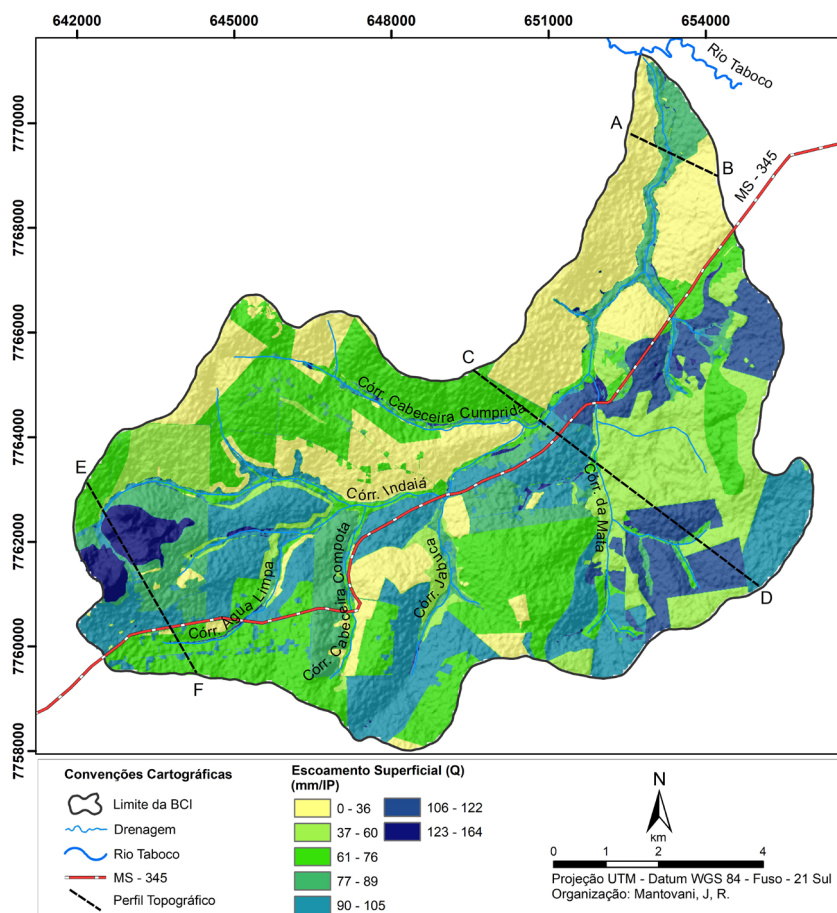 642000
645000
648000
651000
654000
Rio Taboco
7770000
A
B
MS - 345
7768000
7766000
C
Córr. Cabeceira Cumprida
7764000
E
Córr. Indaiá
Córr. da Mata
7762000
Córr. Água Limpa
Córr. Cabeceira Compota
Córr. Jabuca
D
7760000
F
7758000
Convenções Cartográficas
Limite da BCI
Drenagem
Rio Taboco
MS - 345
Perfil Topográfico
Escoamento Superficial (Q)
(mm/IP)
0 - 36
37 - 60
61 - 76
77 - 89
90 - 105
106 - 122
123 - 164
N
km
0 1 2 4
Projeção UTM - Datum WGS 84 - Fuso - 21 Sul
Organização: Mantovani, J, R.